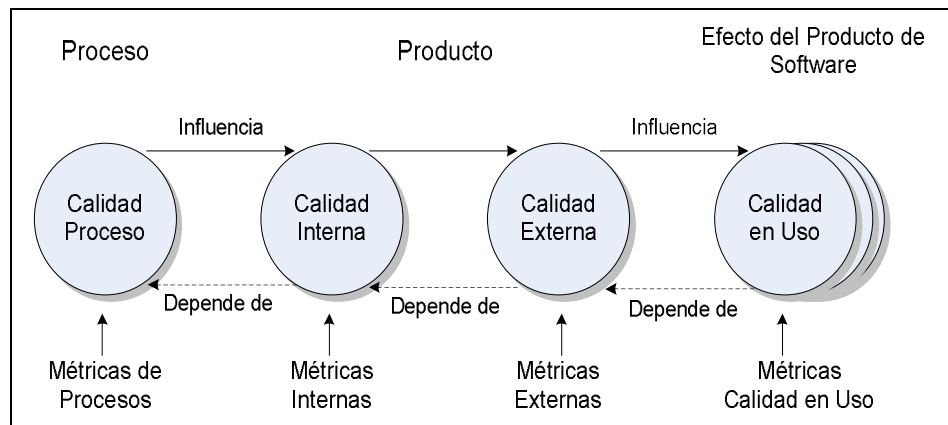 Proceso
Producto
Efecto del Producto de
Software
Influencia
Influencia
Calidad
Proceso
Calidad
Interna
Calidad
Externa
Calidad
en Uso
Depende de
Depende de
Depende de
Métricas de
Procesos
Métricas
Internas
Métricas
Externas
Métricas
Calidad en Uso